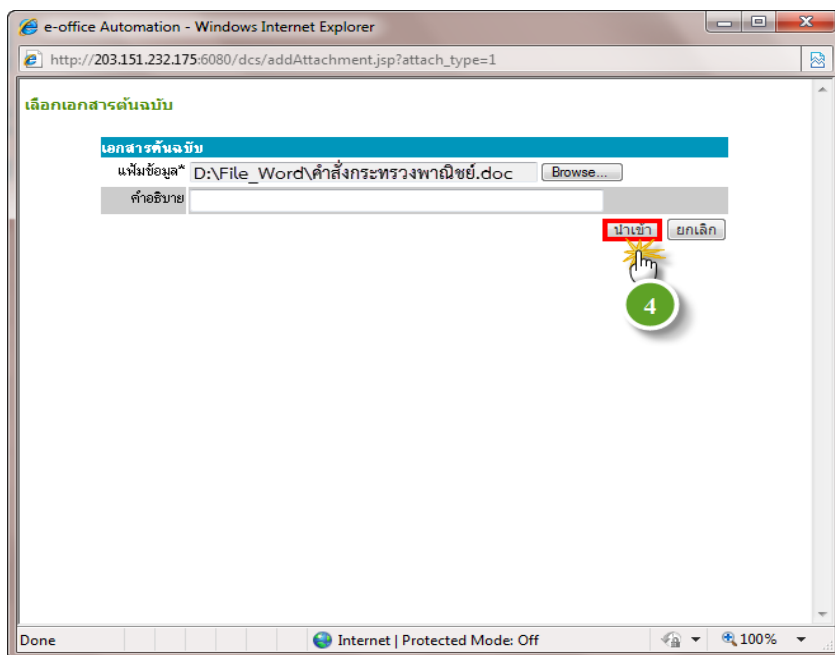 e-office Automation - Windows Internet Explorer
http://203.151.232.175:6080/dcs/addAttachment.jsp?attach_type=1
เลือกเอกสารต้นฉบับ
เอกสารต้นฉบับ
แฟ้มข้อมูล* D:\File_Word\คำสั่งกระทรวงพาณิชย์.doc Browse...
คำอธิบาย
นำเข้า ยกเลิก
4
Done Internet | Protected Mode: Off 100%